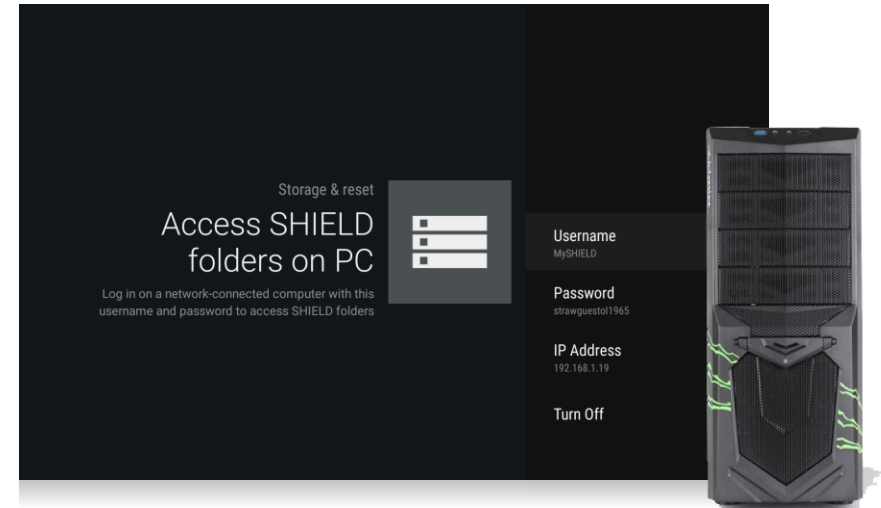 Storage & reset
Access SHIELD
folders on PC
Log in on a network-connected computer with this
username and password to access SHIELD folders
Username
MySHIELD
Password
strawguestol1965
IP Address
192.168.1.19
Turn Off